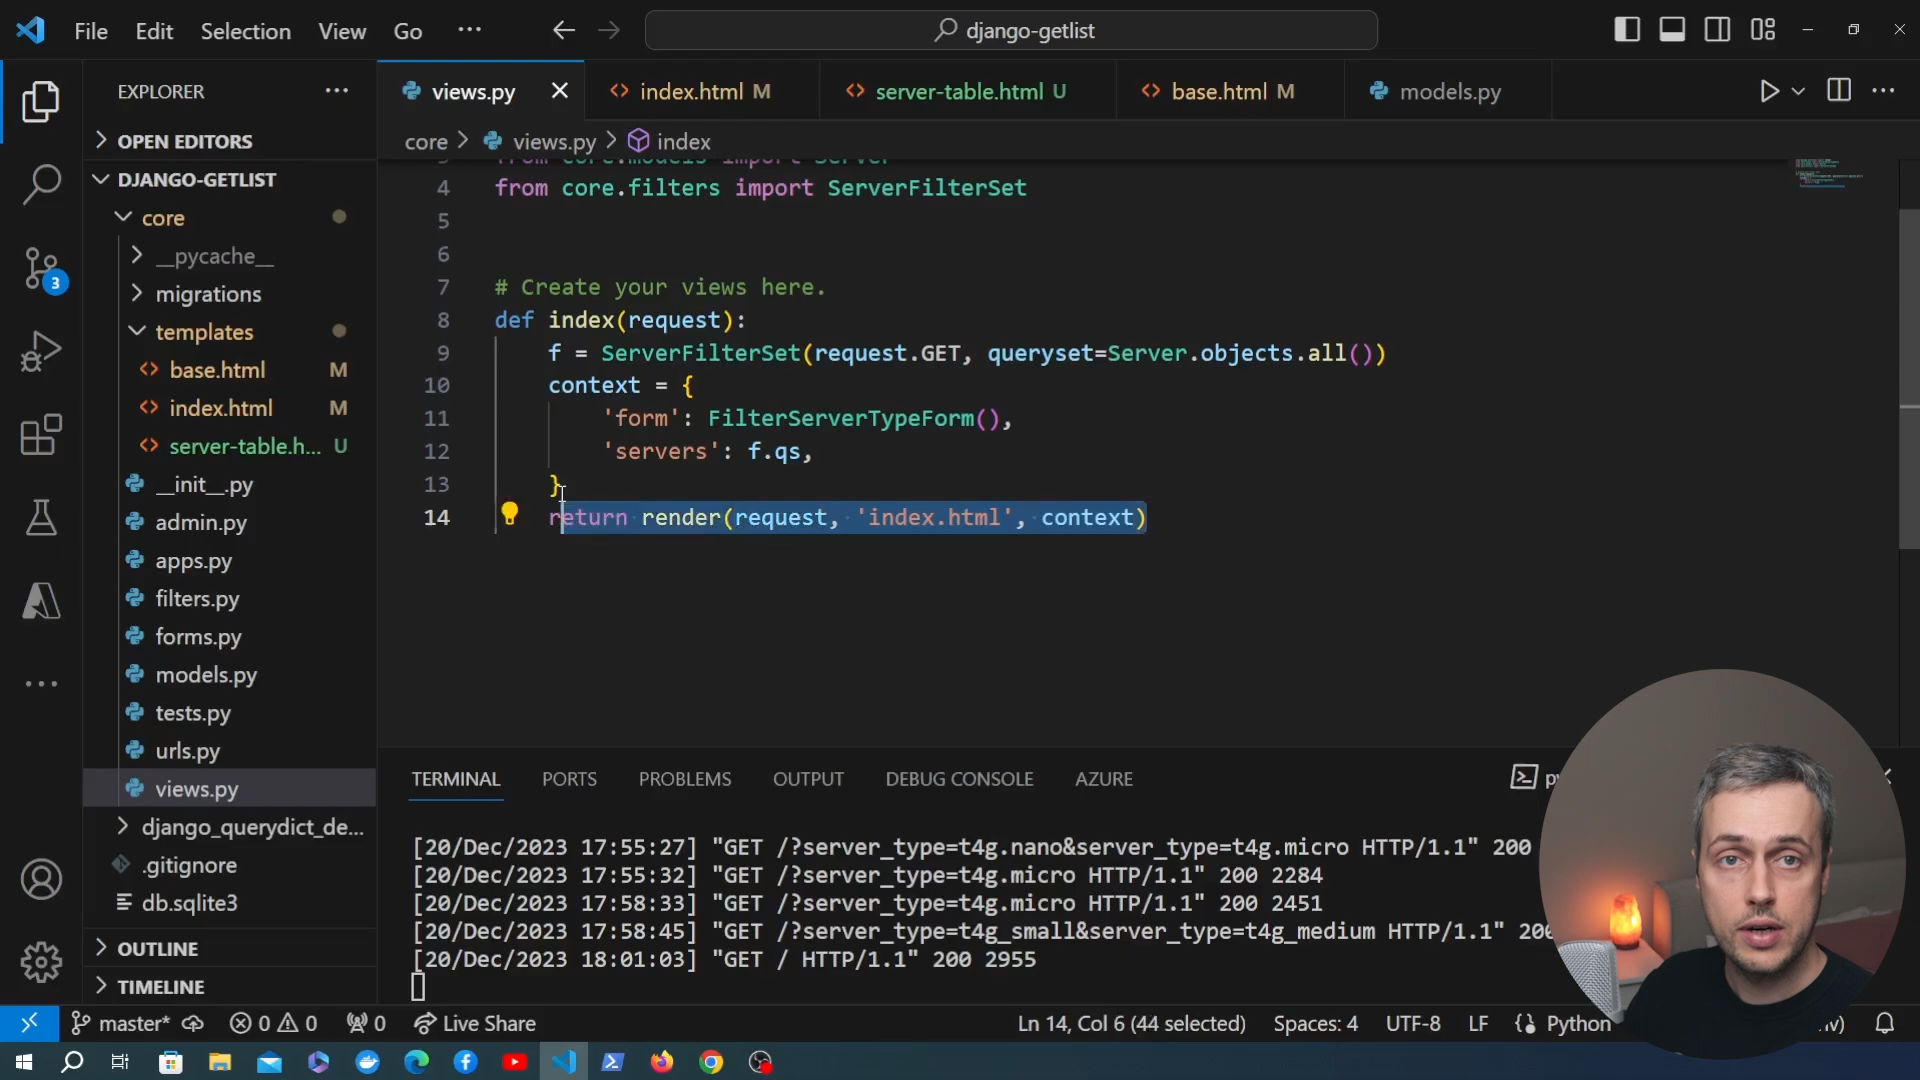 File Edit Selection View Go ···
django-getlist
EXPLORER ···
OPEN EDITORS
DJANGO-GETLIST
core
__pycache__
migrations
templates
base.html M
index.html M
server-table.h... U
__init__.py
admin.py
apps.py
filters.py
forms.py
models.py
tests.py
urls.py
views.py
django_querydict_de...
.gitignore
db.sqlite3
OUTLINE
TIMELINE
3
views.py
index.html M
server-table.html U
base.html M
models.py
core > views.py > index
from core.models import Server
4 from core.filters import ServerFilterSet
5
6
7 # Create your views here.
8 def index(request):
9 f = ServerFilterSet(request.GET, queryset=Server.objects.all())
10 context = {
11 'form': FilterServerTypeForm(),
12 'servers': f.qs,
13 }
14 return render(request, 'index.html', context)
TERMINAL PORTS PROBLEMS OUTPUT DEBUG CONSOLE AZURE
[20/Dec/2023 17:55:27] "GET /?server_type=t4g.nano&server_type=t4g.micro HTTP/1.1" 200
[20/Dec/2023 17:55:32] "GET /?server_type=t4g.micro HTTP/1.1" 200 2284
[20/Dec/2023 17:58:33] "GET /?server_type=t4g.micro HTTP/1.1" 200 2451
[20/Dec/2023 17:58:45] "GET /?server_type=t4g_small&server_type=t4g_medium HTTP/1.1" 200
[20/Dec/2023 18:01:03] "GET / HTTP/1.1" 200 2955
master* 0 0 0 Live Share
Ln 14, Col 6 (44 selected) Spaces: 4 UTF-8 LF Python